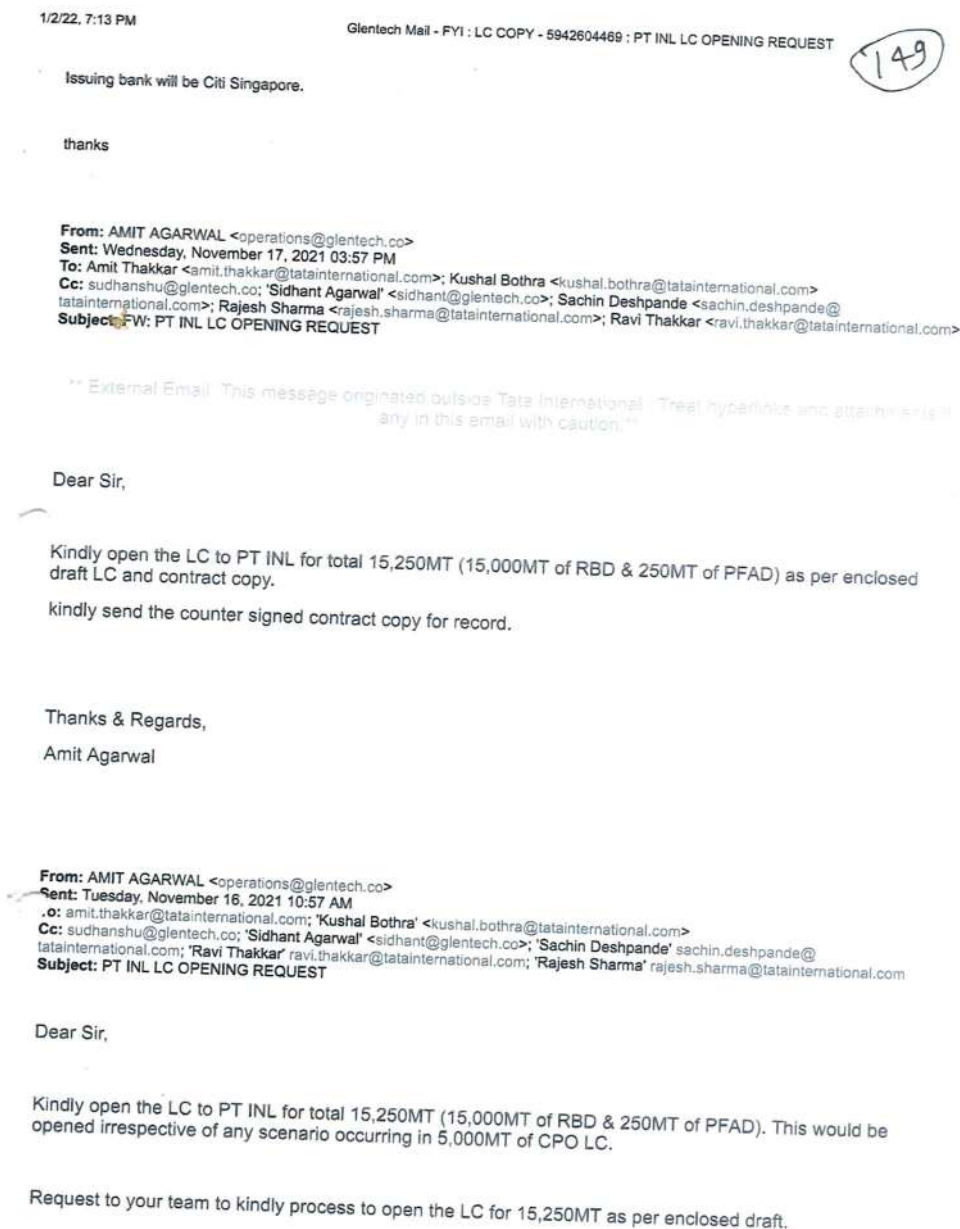 1/2/22, 7:13 PM
Glentech Mail - FYI : LC COPY - 5942604469 : PT INL LC OPENING REQUEST
149
Issuing bank will be Citi Singapore.
thanks
From: AMIT AGARWAL <operations@glentech.co>
Sent: Wednesday, November 17, 2021 03:57 PM
To: Amit Thakkar <amit.thakkar@tatainternational.com>; Kushal Bothra <kushal.bothra@tatainternational.com>
Cc: sudhanshu@glentech.co; 'Sidhant Agarwal' <sidhant@glentech.co>; Sachin Deshpande <sachin.deshpande@
tatainternational.com>; Rajesh Sharma <rajesh.sharma@tatainternational.com>; Ravi Thakkar <ravi.thakkar@tatainternational.com>
Subject: FW: PT INL LC OPENING REQUEST
** External Email. This message originated outside Tata International. Treat hyperlinks and attachments if
any in this email with caution.**
Dear Sir,
Kindly open the LC to PT INL for total 15,250MT (15,000MT of RBD & 250MT of PFAD) as per enclosed
draft LC and contract copy.
kindly send the counter signed contract copy for record.
Thanks & Regards,
Amit Agarwal
From: AMIT AGARWAL <operations@glentech.co>
Sent: Tuesday, November 16, 2021 10:57 AM
.o: amit.thakkar@tatainternational.com; 'Kushal Bothra' <kushal.bothra@tatainternational.com>
Cc: sudhanshu@glentech.co; 'Sidhant Agarwal' <sidhant@glentech.co>; 'Sachin Deshpande' sachin.deshpande@
tatainternational.com; 'Ravi Thakkar' ravi.thakkar@tatainternational.com; 'Rajesh Sharma' rajesh.sharma@tatainternational.com
Subject: PT INL LC OPENING REQUEST
Dear Sir,
Kindly open the LC to PT INL for total 15,250MT (15,000MT of RBD & 250MT of PFAD). This would be
opened irrespective of any scenario occurring in 5,000MT of CPO LC.
Request to your team to kindly process to open the LC for 15,250MT as per enclosed draft.